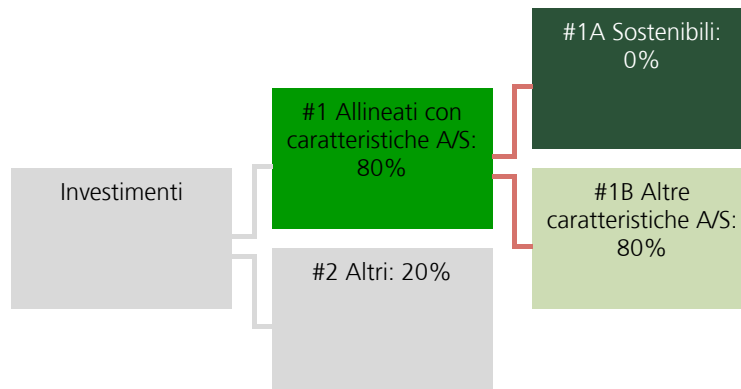 Investimenti
#1 Allineati con
caratteristiche A/S:
80%
#2 Altri: 20%
#1A Sostenibili:
0%
#1B Altre
caratteristiche A/S:
80%